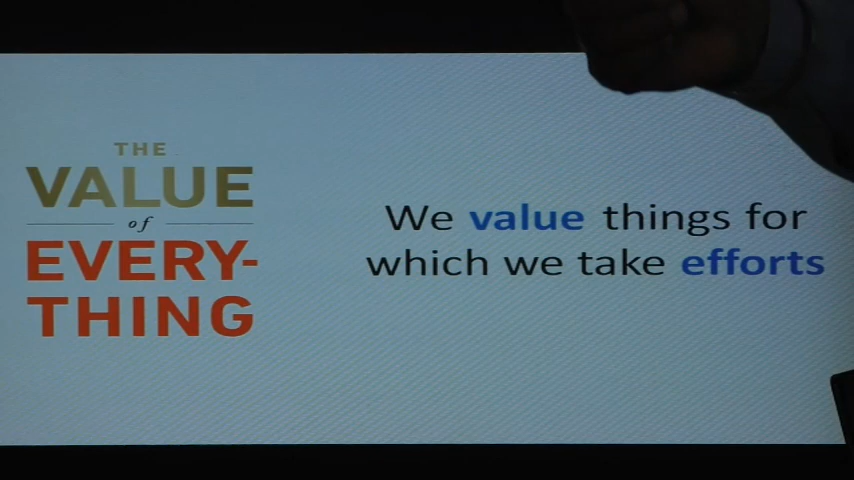 THE
VALUE
of
EVERY-
THING
We value things for
which we take efforts